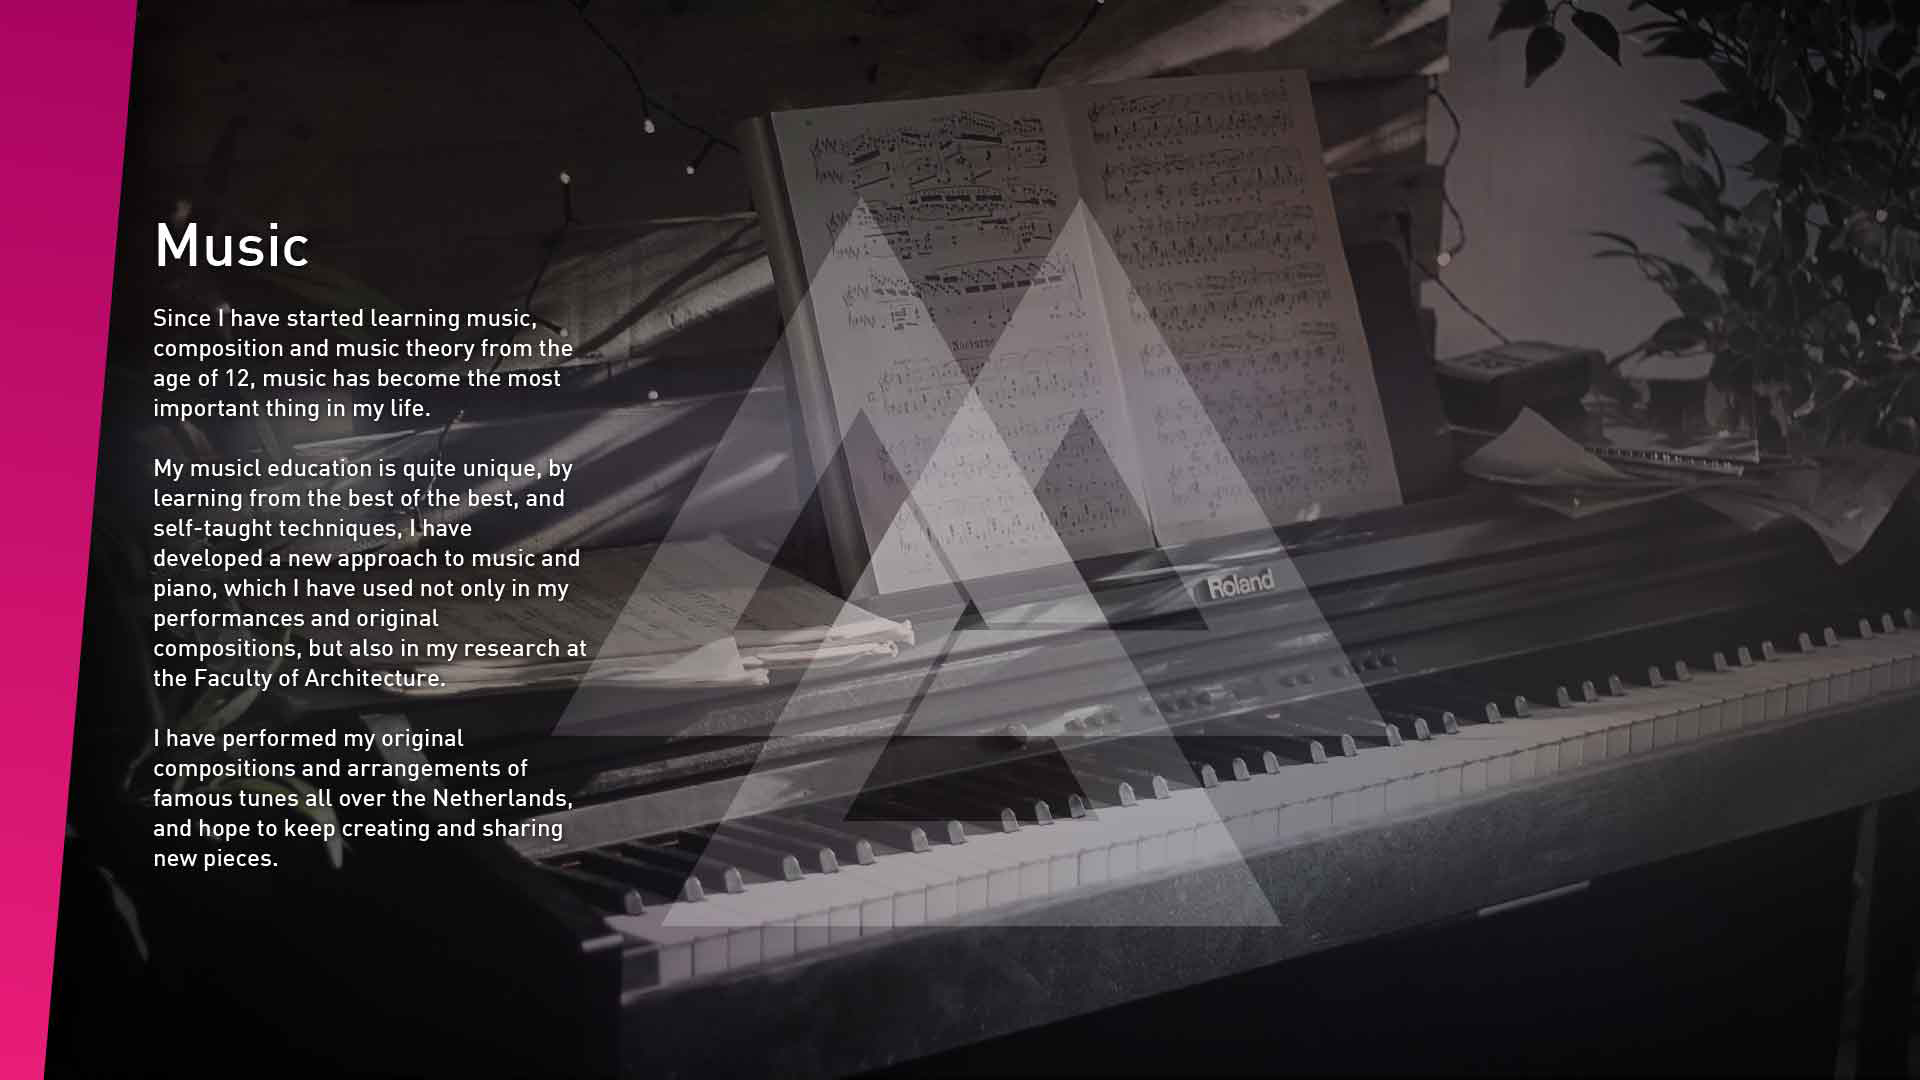 Music
Since I have started learning music,
composition and music theory from the
age of 12, music has become the most
important thing in my life.
My musicl education is quite unique, by
learning from the best of the best, and
self-taught techniques, I have
developed a new approach to music and
piano, which I have used not only in my
performances and original
compositions, but also in my research at
the Faculty of Architecture.
I have performed my original
compositions and arrangements of
famous tunes all over the Netherlands,
and hope to keep creating and sharing
new pieces.
Nocturne
Roland